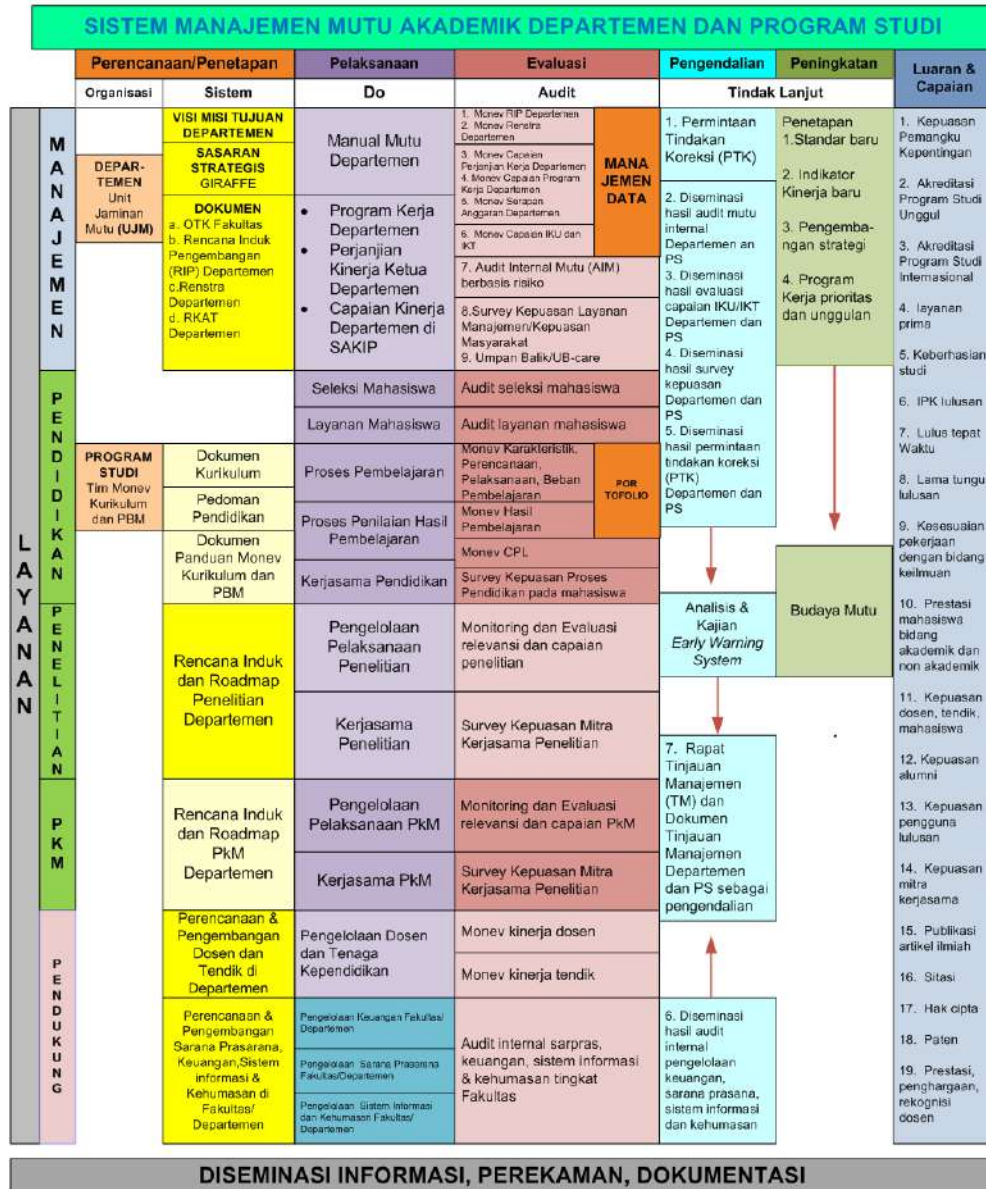 SISTEM MANAJEMEN MUTU AKADEMIK DEPARTEMEN DAN PROGRAM STUDI
Perencanaan/Penetapan
Pelaksanaan
Evaluasi
Pengendalian
Peningkatan
Luaran &
Capaian
Organisasi
Sistem
Do
Audit
Tindak Lanjut
LAYANAN
MANAJEMEN
DEPAR-
TEMEN
Unit
Jaminan
Mutu (UJM)
VISI MISI TUJUAN
DEPARTEMEN
SASARAN
STRATEGIS
GIRAFFE
DOKUMEN
a. OTK Fakultas
b. Rencana Induk
Pengembangan
(RIP) Departemen
c.Renstra
Departemen
d. RKAT
Departemen
Manual Mutu
Departemen
• Program Kerja
Departemen
• Perjanjian
Kinerja Ketua
Departemen
• Capaian Kinerja
Departemen di
SAKIP
1. Monev RIP Departemen
2. Monev Renstra
Departemen
3. Monev Capaian
Perjanjian Kerja Departemen
4. Monev Capaian Program
Kerja Departemen
5. Monev Serapan
Anggaran Departemen
6. Monev Capaian IKU dan
IKT
MANA
JEMEN
DATA
7. Audit Internal Mutu (AIM)
berbasis risiko
8.Survey Kepuasan Layanan
Manajemen/Kepuasan
Masyarakat
9. Umpan Balik/UB-care
1. Permintaan
Tindakan
Koreksi (PTK)
2. Diseminasi
hasil audit mutu
internal
Departemen an
PS
3. Diseminasi
hasil evaluasi
capaian IKU/IKT
Departemen dan
PS
4. Diseminasi
hasil survey
kepuasan
Departemen dan
PS
5. Diseminasi
hasil permintaan
tindakan koreksi
(PTK)
Departemen dan
PS
Penetapan
1.Standar baru
2. Indikator
Kinerja baru
3. Pengemba-
ngan strategi
4. Program
Kerja prioritas
dan unggulan
PENDIDIKAN
PROGRAM
STUDI
Tim Monev
Kurikulum
dan PBM
Dokumen
Kurikulum
Pedoman
Pendidikan
Dokumen
Panduan Monev
Kurikulum dan
PBM
Seleksi Mahasiswa
Layanan Mahasiswa
Proses Pembelajaran
Proses Penilaian Hasil
Pembelajaran
Kerjasama Pendidikan
Audit seleksi mahasiswa
Audit layanan mahasiswa
Monev Karakteristik,
Perencanaan,
Pelaksanaan, Beban
Pembelajaran
Monev Hasil
Pembelajaran
POR
TOFOLIO
Monev CPL
Survey Kepuasan Proses
Pendidikan pada mahasiswa
Analisis &
Kajian
Early Warning
System
Budaya Mutu
PENELITIAN
Rencana Induk
dan Roadmap
Penelitian
Departemen
Pengelolaan
Pelaksanaan
Penelitian
Kerjasama
Penelitian
Monitoring dan Evaluasi
relevansi dan capaian
penelitian
Survey Kepuasan Mitra
Kerjasama Penelitian
7. Rapat
Tinjauan
Manajemen
(TM) dan
Dokumen
Tinjauan
Manajemen
Departemen
dan PS sebagai
pengendalian
PKM
Rencana Induk
dan Roadmap
PkM
Departemen
Pengelolaan
Pelaksanaan PkM
Kerjasama PkM
Monitoring dan Evaluasi
relevansi dan capaian PkM
Survey Kepuasan Mitra
Kerjasama Penelitian
PENDUKUNG
Perencanaan &
Pengembangan
Dosen dan
Tendik di
Departemen
Pengelolaan Dosen
dan Tenaga
Kependidikan
Monev kinerja dosen
Monev kinerja tendik
Perencanaan &
Pengembangan
Sarana Prasarana,
Keuangan,Sistem
informasi &
Kehumasan di
Fakultas/
Departemen
Pengelolaan Keuangan Fakultas/
Departemen
Pengelolaan Sarana Prasarana
Fakultas/Departemen
Pengelolaan Sistem Informasi
dan Kehumasan Fakultas/
Departemen
Audit internal sarpras,
keuangan, sistem informasi
& kehumasan tingkat
Fakultas
6. Diseminasi
hasil audit
internal
pengelolaan
keuangan,
sarana prasana,
sistem informasi
dan kehumasan
1. Kepuasan
Pemangku
Kepentingan
2. Akreditasi
Program Studi
Unggul
3. Akreditasi
Program Studi
Internasional
4. layanan
prima
5. Keberhasian
studi
6. IPK lulusan
7. Lulus tepat
Waktu
8. Lama tungu
lulusan
9. Kesesuaian
pekerjaan
dengan bidang
keilmuan
10. Prestasi
mahasiswa
bidang
akademik dan
non akademik
11. Kepuasan
dosen, tendik,
mahasiswa
12. Kepuasan
alumni
13. Kepuasan
pengguna
lulusan
14. Kepuasan
mitra
kerjasama
15. Publikasi
artikel ilmiah
16. Sitasi
17. Hak cipta
18. Paten
19. Prestasi,
penghargaan,
rekognisi
dosen
DISEMINASI INFORMASI, PEREKAMAN, DOKUMENTASI